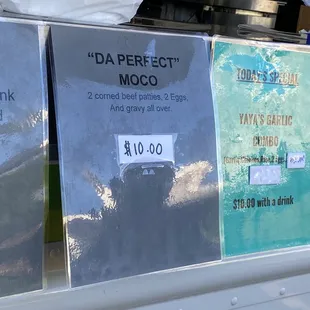 nk
d
"DA PERFECT"
MOCO
2 corned beef patties, 2 Eggs,
And gravy all over.
$10.00
TODAY'S SPECIAL
YAYA'S GARLIC
COMBO
$10.00 with a drink